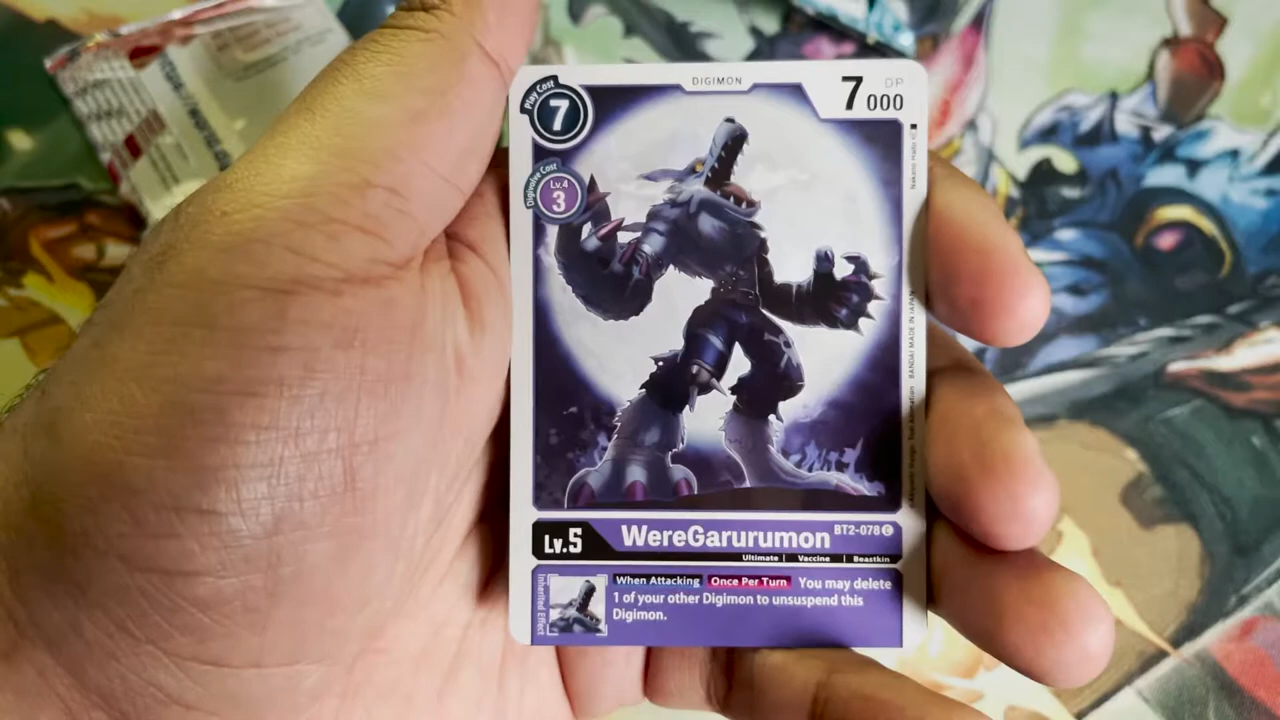 DIGIMON
Play Cost
7
7000
DP
Digivolve Cost
Lv.4
3
BANDAI MADE IN JAPAN
Lv.5
WereGarurumon
BT2-078 C
Ultimate | Vaccine | Beastkin
Inherited Effect
When Attacking Once Per Turn You may delete
1 of your other Digimon to unsuspend this
Digimon.